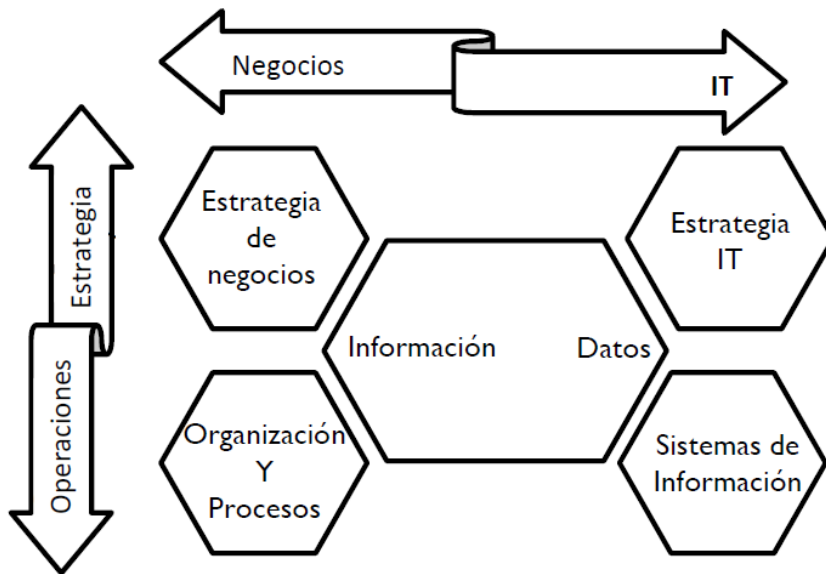 Negocios
IT
Estrategia
Operaciones
Estrategia
de
negocios
Estrategia
IT
Información
Datos
Organización
Y
Procesos
Sistemas de
Información